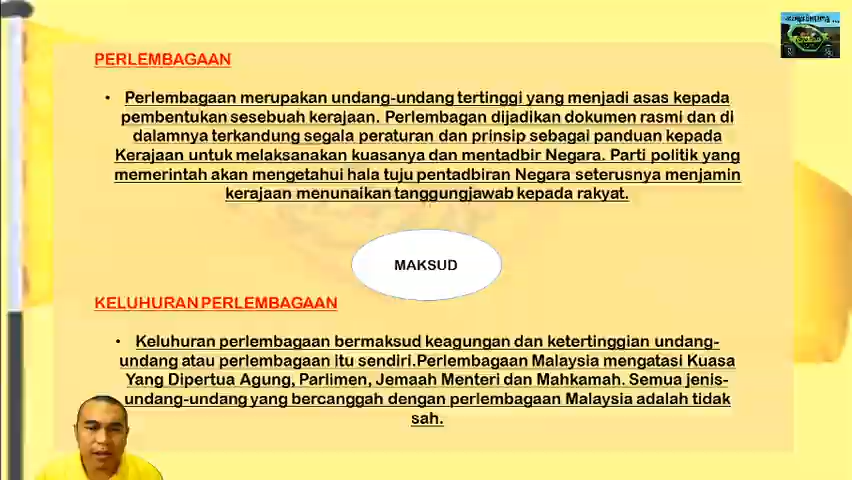 PERLEMBAGAAN
• Perlembagaan merupakan undang-undang tertinggi yang menjadi asas kepada
pembentukan sesebuah kerajaan. Perlembagan dijadikan dokumen rasmi dan di
dalamnya terkandung segala peraturan dan prinsip sebagai panduan kepada
Kerajaan untuk melaksanakan kuasanya dan mentadbir Negara. Parti politik yang
memerintah akan mengetahui hala tuju pentadbiran Negara seterusnya menjamin
kerajaan menunaikan tanggungjawab kepada rakyat.
MAKSUD
KELUHURAN PERLEMBAGAAN
• Keluhuran perlembagaan bermaksud keagungan dan ketertinggian undang-
undang atau perlembagaan itu sendiri.Perlembagaan Malaysia mengatasi Kuasa
Yang Dipertua Agung, Parlimen, Jemaah Menteri dan Mahkamah. Semua jenis-
undang-undang yang bercanggah dengan perlembagaan Malaysia adalah tidak
sah.